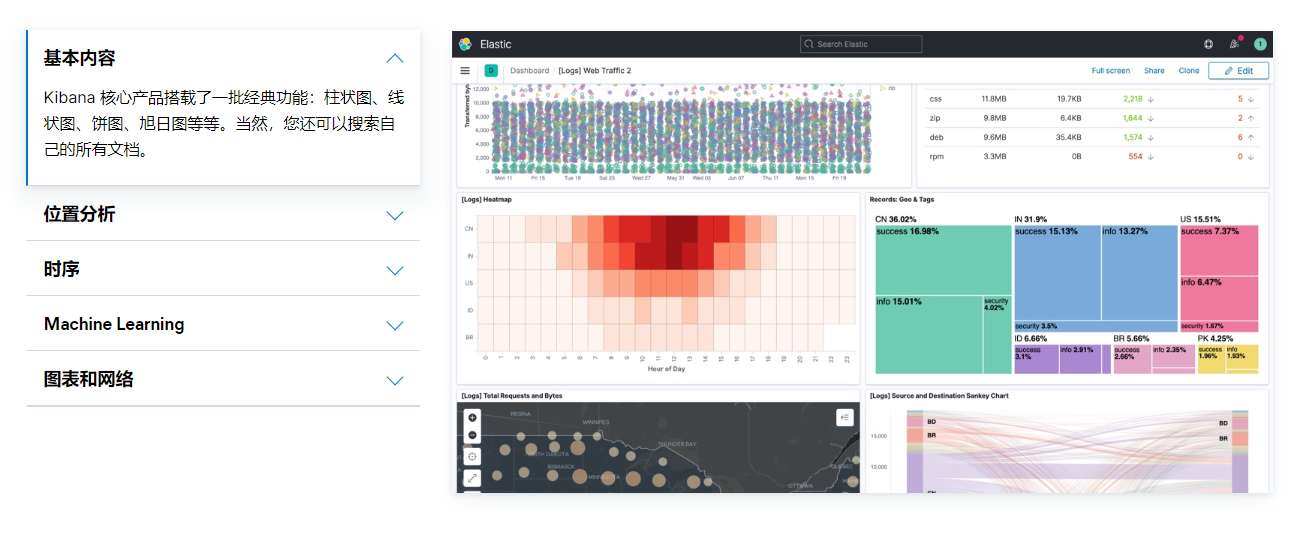 基本内容
Kibana 核心产品搭载了一批经典功能：柱状图、线
状图、饼图、旭日图等等。当然，您还可以搜索自
己的所有文档。
位置分析
时序
Machine Learning
图表和网络
Elastic
Search Elastic
1
D
Dashboard / [Logs] Web Traffic 2
Full screen Share Clone Edit
Transferred byt
12,000
10,000
8,000
6,000
4,000
2,000
0
Mon 11 Fri 15 Tue 19 Sat 23 Wed 27 May 31 Wed 03 Jun 07 Thu 11 Mon 15 Fri 19
zip
css 11.8MB 19.7KB 2,218 ↓ 5 ↓
zip 9.8MB 6.4KB 1,644 ↓ 2 ↑
deb 9.6MB 35.4KB 1,574 ↓ 6 ↑
rpm 3.3MB 0B 554 ↓ 0 ↓
[Logs] Heatmap
CN
IN
US
ID
BR
0 1 2 3 4 5 6 7 8 9 10 11 12 13 14 15 16 17 18 19 20 21 22 23
Hour of Day
Records: Geo & Tags
CN 36.02% IN 31.9% US 15.51%
success 16.98% success 15.13% info 13.27% success 7.37%
info 6.47%
info 15.01% security
4.02%
security 3.5% security 1.67%
ID 6.66% BR 5.66% PK 4.25%
success
3.1%
info 2.91%
success
2.66%
info 2.35%
success
1.96%
info
1.93%
[Logs] Total Requests and Bytes
REGINA
WINNIPEG
THUNDER BAY
NORTH DAKOTA
BISMARCK
MINNESOTA
OTTAWA
QUEBEC
[Logs] Source and Destination Sankey Chart
13,000
12,000
BD
BR
CN
BD
BR